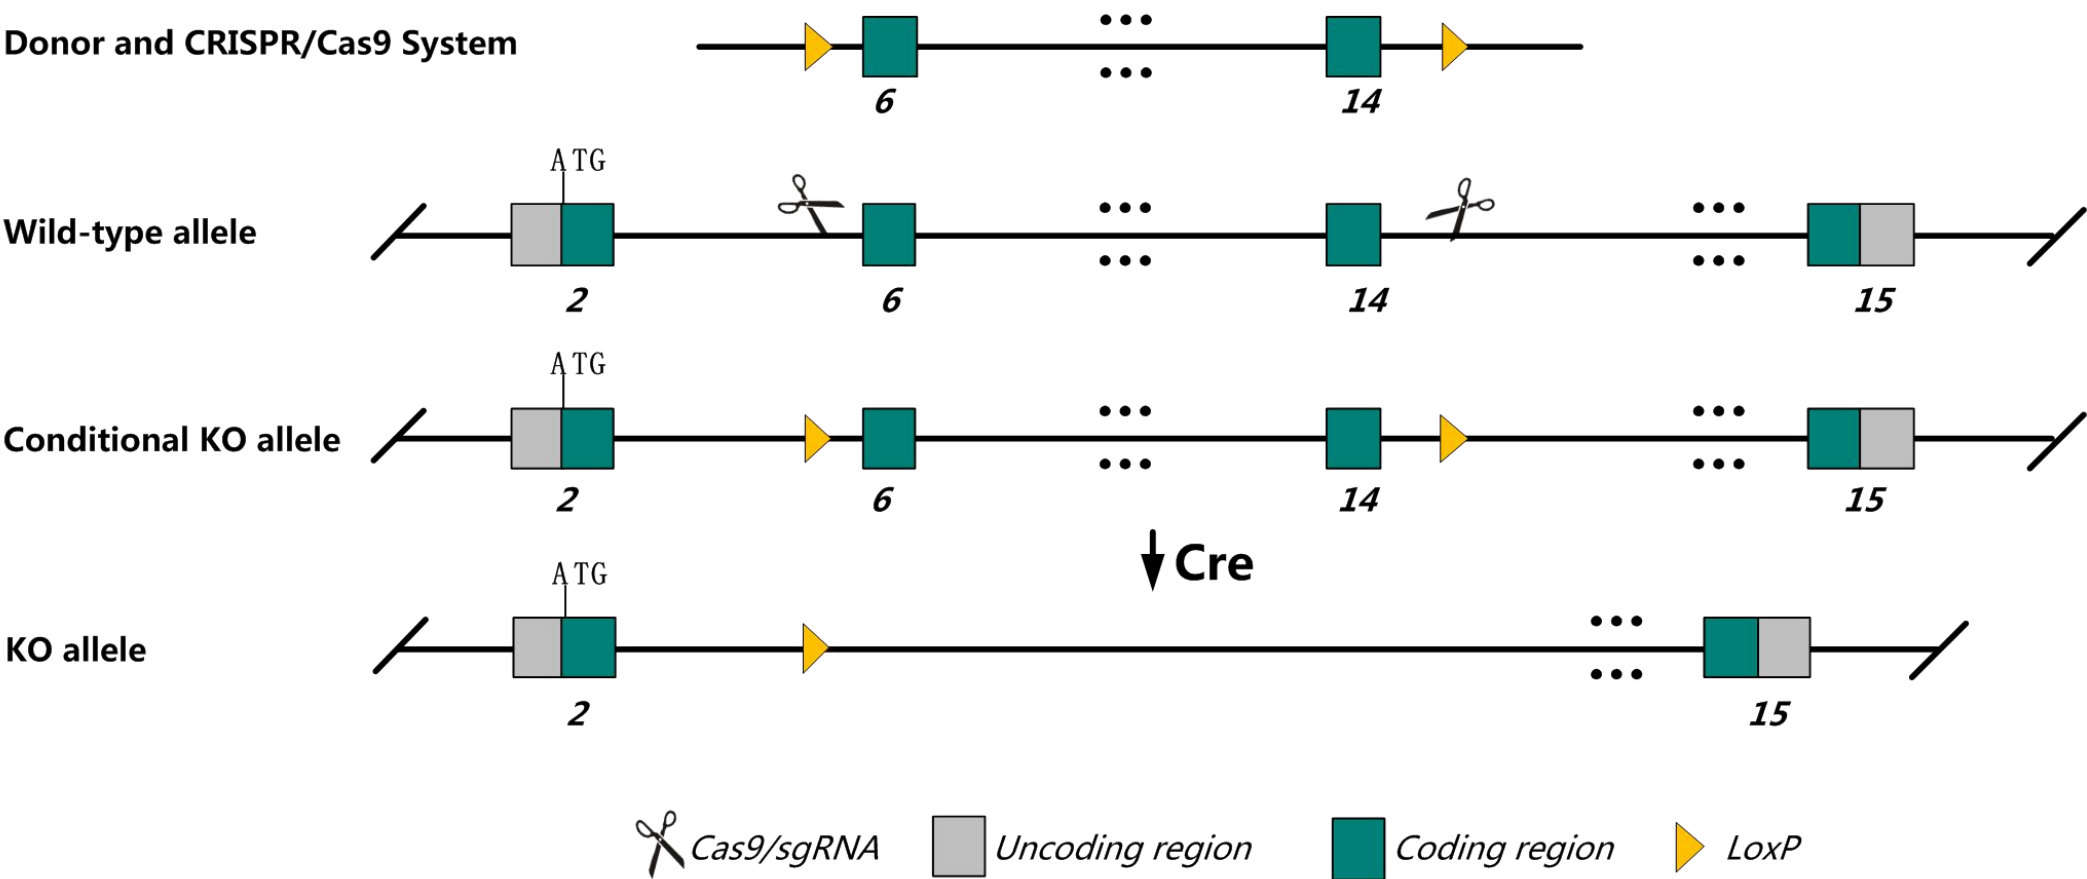 Donor and CRISPR/Cas9 System
6 14
ATG
Wild-type allele
2 6 14 15
ATG
Conditional KO allele
2 6 14 15
Cre
ATG
KO allele
2 15
Cas9/sgRNA Uncoding region Coding region LoxP